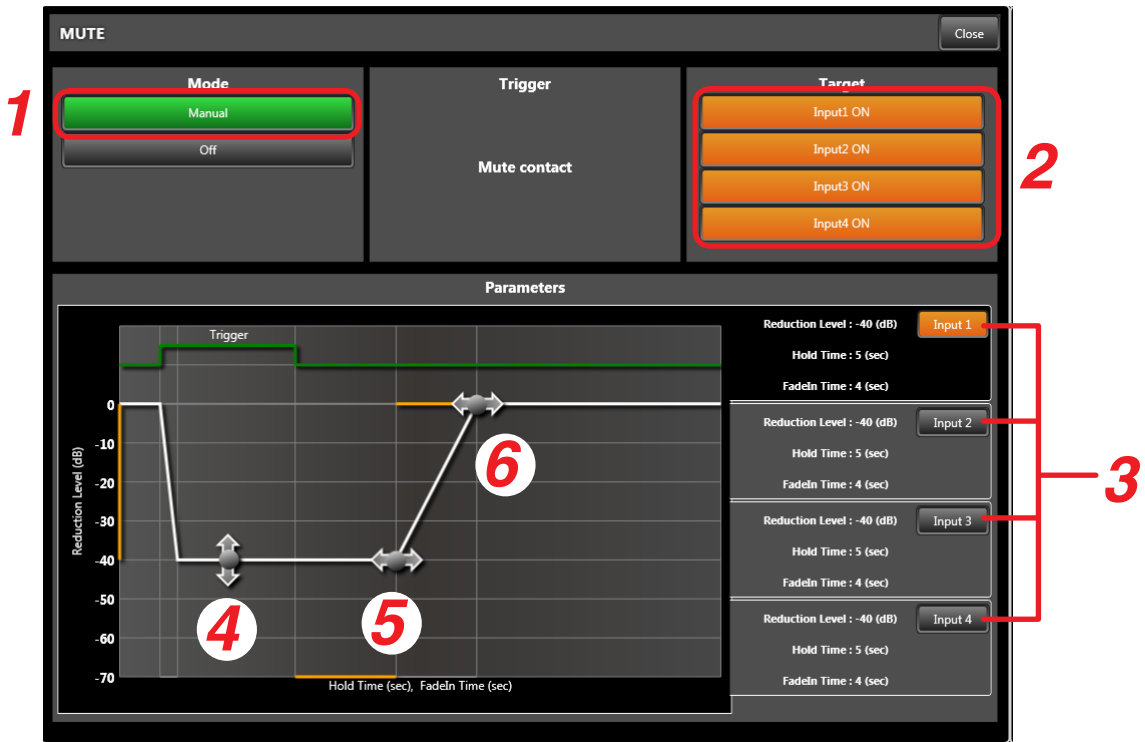 MUTE
Close
Mode
Trigger
Target
1
Manual
Off
Mute contact
Input1 ON
Input2 ON
Input3 ON
Input4 ON
2
Parameters
Trigger
0
-10
-20
-30
-40
-50
-60
-70
Reduction Level (dB)
Hold Time (sec), FadeIn Time (sec)
4
5
6
Reduction Level : -40 (dB)
Input 1
Hold Time : 5 (sec)
FadeIn Time : 4 (sec)
Reduction Level : -40 (dB)
Input 2
Hold Time : 5 (sec)
FadeIn Time : 4 (sec)
Reduction Level : -40 (dB)
Input 3
Hold Time : 5 (sec)
FadeIn Time : 4 (sec)
Reduction Level : -40 (dB)
Input 4
Hold Time : 5 (sec)
FadeIn Time : 4 (sec)
3